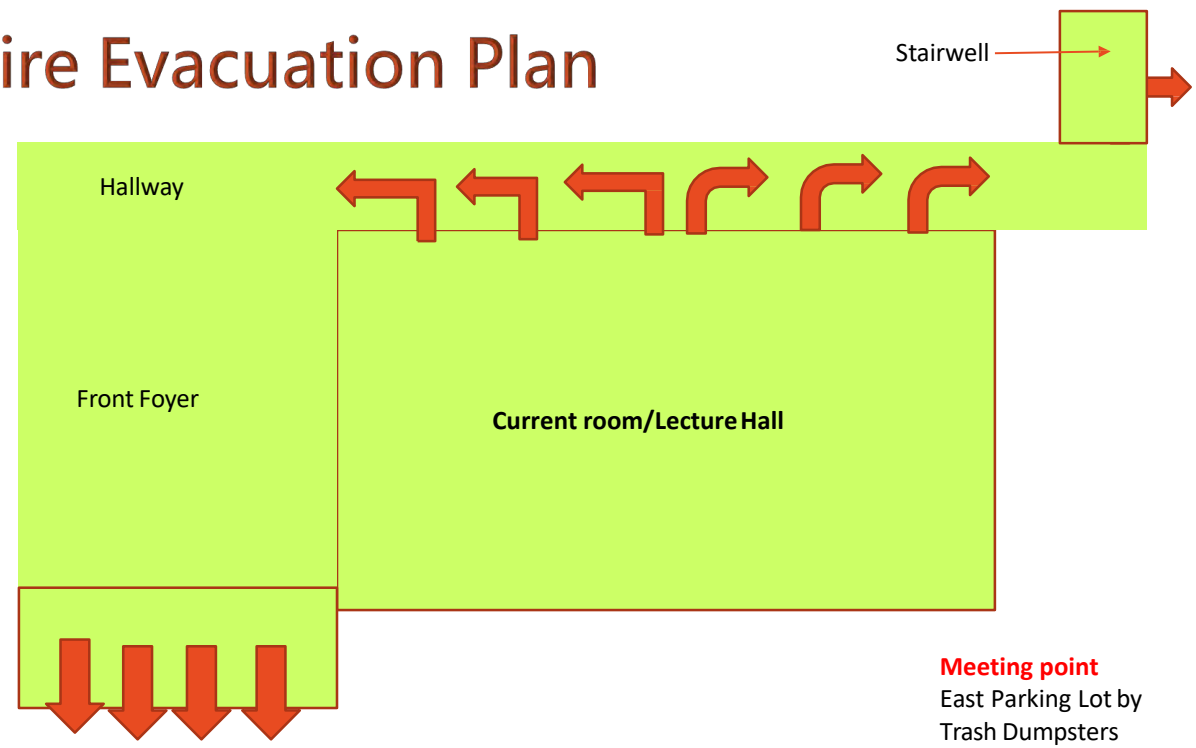 ire Evacuation Plan
Stairwell
Hallway
Front Foyer
Current room/Lecture Hall
Meeting point
East Parking Lot by
Trash Dumpsters